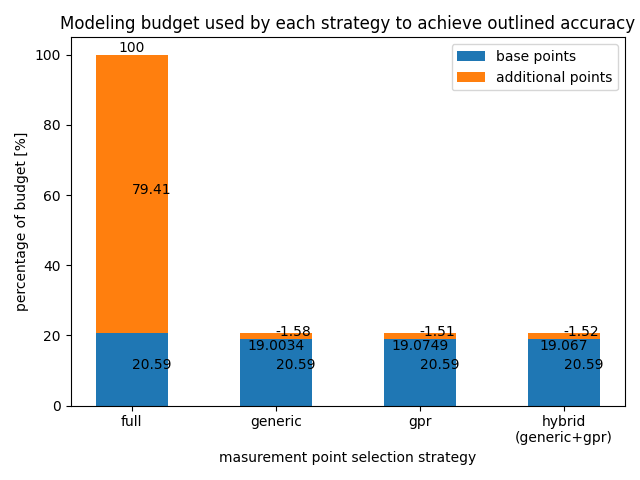 Modeling budget used by each strategy to achieve outlined accuracy
percentage of budget [%]
100
80
60
40
20
0
base points
additional points
100
79.41
20.59
-1.58
19.0034
20.59
-1.51
19.0749
20.59
-1.52
19.067
20.59
full
generic
gpr
hybrid
(generic+gpr)
masurement point selection strategy